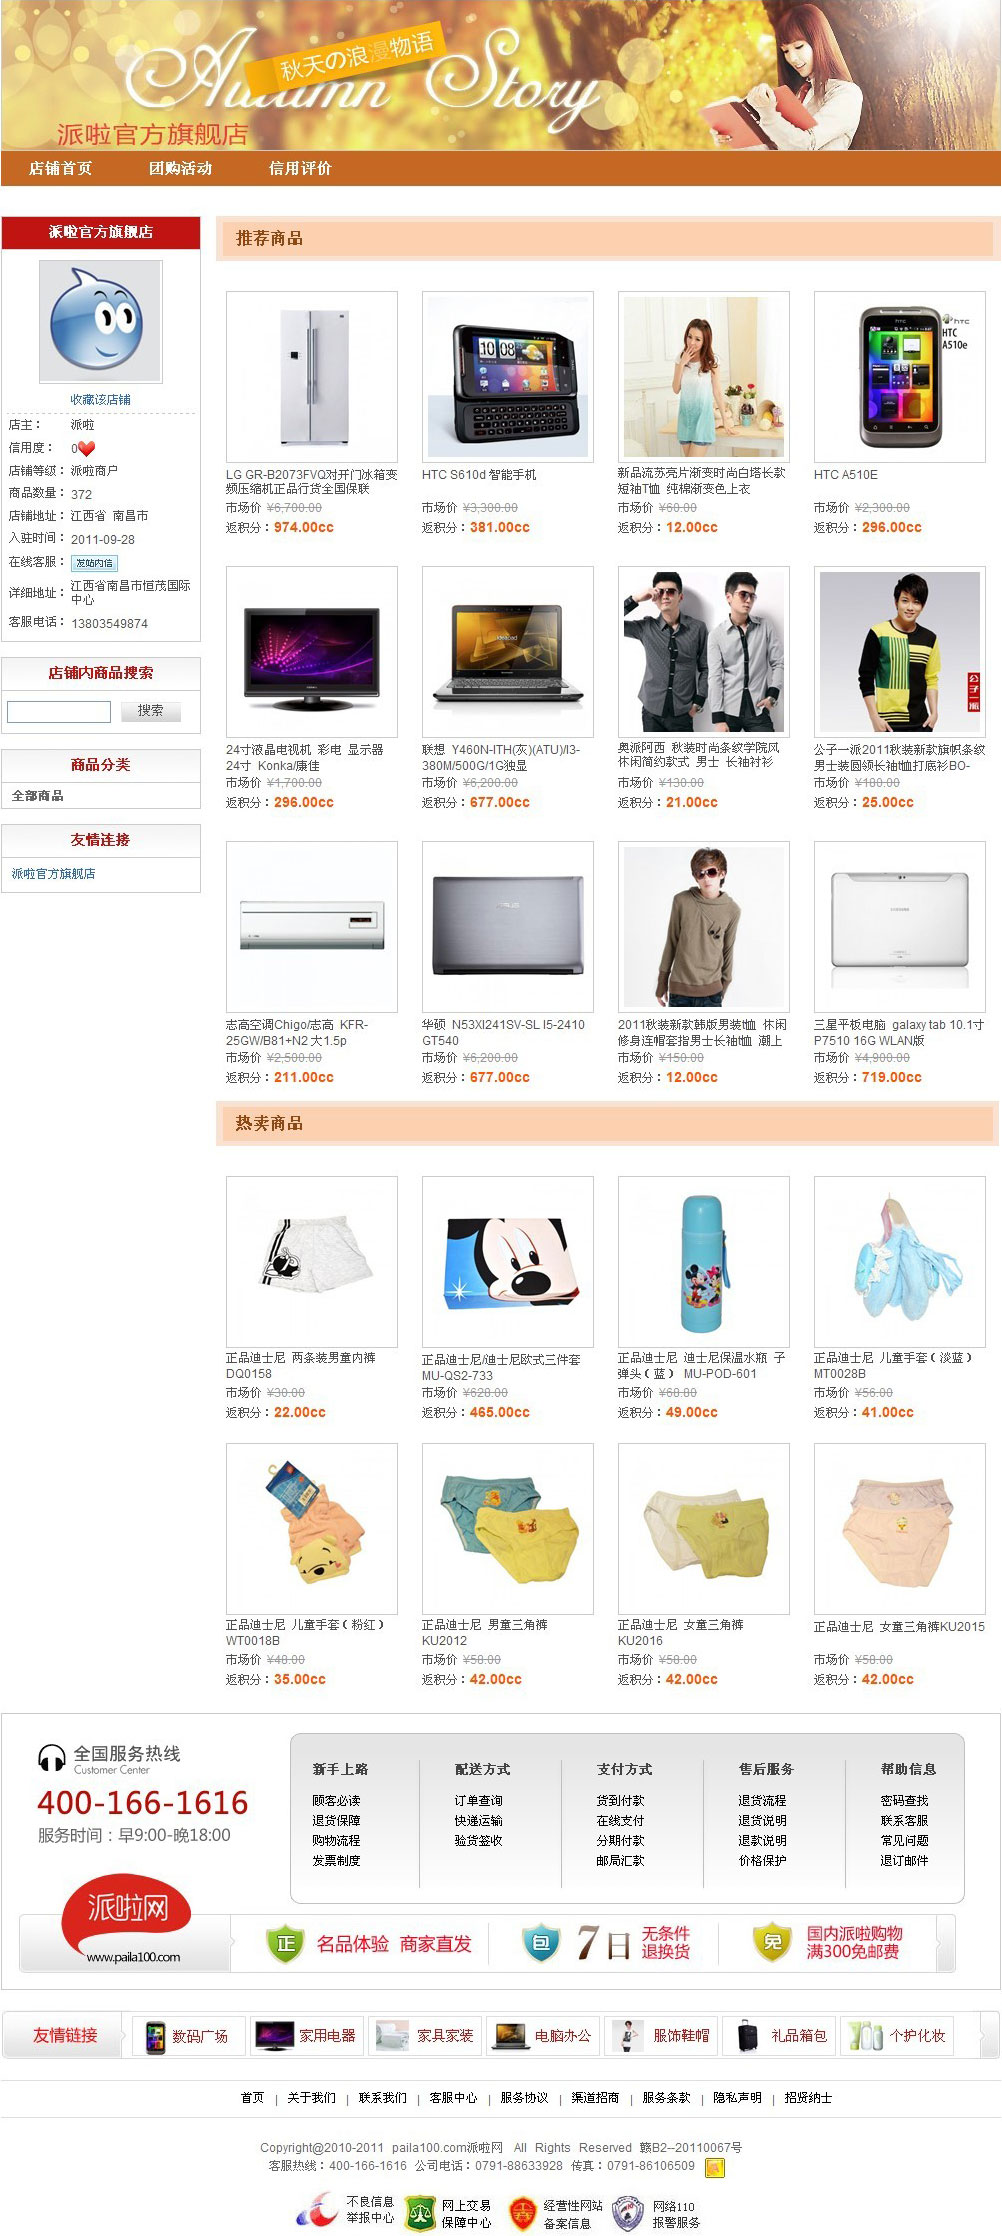 Autumn Story
秋天の浪漫物语
派啦官方旗舰店
店铺首页 团购活动 信用评价
派啦官方旗舰店
收藏该店铺
店主： 派啦
信用度： 0
店铺等级： 派啦商户
商品数量： 372
店铺地址： 江西省 南昌市
入驻时间： 2011-09-28
在线客服： 发站内信
详细地址： 江西省南昌市恒茂国际
中心
客服电话： 13803549874
店铺内商品搜索
搜索
商品分类
全部商品
友情连接
派啦官方旗舰店
推荐商品
hTC
HTC
A510e
LG GR-B2073FVQ对开门冰箱变
频压缩机正品行货全国保联
市场价 ¥6,700.00
返积分：974.00cc
HTC S610d 智能手机
市场价 ¥3,300.00
返积分：381.00cc
新品流苏亮片渐变时尚白塔长款
短袖T恤 纯棉渐变色上衣
市场价 ¥60.00
返积分：12.00cc
HTC A510E
市场价 ¥2,300.00
返积分：296.00cc
公子一派
24寸液晶电视机 彩电 显示器
24寸 Konka/康佳
市场价 ¥1,700.00
返积分：296.00cc
联想 Y460N-ITH(灰)(ATU)/I3-
380M/500G/1G独显
市场价 ¥6,200.00
返积分：677.00cc
奥派阿西 秋装时尚条纹学院风
休闲简约款式 男士 长袖衬衫
市场价 ¥130.00
返积分：21.00cc
公子一派2011秋装新款旗帜条纹
男士装圆领长袖t恤打底衫BO-
市场价 ¥180.00
返积分：25.00cc
志高空调Chigo/志高 KFR-
25GW/B81+N2 大1.5p
市场价 ¥2,500.00
返积分：211.00cc
华硕 N53XI241SV-SL I5-2410
GT540
市场价 ¥6,200.00
返积分：677.00cc
2011秋装新款韩版男装t恤 休闲
修身连帽套指男士长袖t恤 潮上
市场价 ¥150.00
返积分：12.00cc
三星平板电脑 galaxy tab 10.1寸
P7510 16G WLAN版
市场价 ¥4,900.00
返积分：719.00cc
热卖商品
正品迪士尼 两条装男童内裤
DQ0158
市场价 ¥30.00
返积分：22.00cc
正品迪士尼/迪士尼欧式三件套
MU-QS2-733
市场价 ¥628.00
返积分：465.00cc
正品迪士尼 迪士尼保温水瓶 子
弹头（蓝） MU-POD-601
市场价 ¥68.80
返积分：49.00cc
正品迪士尼 儿童手套（淡蓝）
MT0028B
市场价 ¥56.00
返积分：41.00cc
正品迪士尼 儿童手套（粉红）
WT0018B
市场价 ¥48.00
返积分：35.00cc
正品迪士尼 男童三角裤
KU2012
市场价 ¥58.00
返积分：42.00cc
正品迪士尼 女童三角裤
KU2016
市场价 ¥58.00
返积分：42.00cc
正品迪士尼 女童三角裤KU2015
市场价 ¥58.00
返积分：42.00cc
全国服务热线
Customer Center
400-166-1616
服务时间：早9:00-晚18:00
新手上路 配送方式 支付方式 售后服务 帮助信息
顾客必读 订单查询 货到付款 退货流程 密码查找
退货保障 快递运输 在线支付 退货说明 联系客服
购物流程 验货签收 分期付款 退款说明 常见问题
发票制度 邮局汇款 价格保护 退订邮件
派啦网
www.paila100.com
正 名品体验 商家直发
包 7日 无条件
退换货
免 国内派啦购物
满300免邮费
友情链接 数码广场 家用电器 家具家装 电脑办公 服饰鞋帽 礼品箱包 个护化妆
首页 | 关于我们 | 联系我们 | 客服中心 | 服务协议 | 渠道招商 | 服务条款 | 隐私声明 | 招贤纳士
Copyright@2010-2011 paila100.com派啦网 All Rights Reserved 赣B2--20110067号
客服热线：400-166-1616 公司电话：0791-88633928 传真：0791-86106509
不良信息
举报中心
网上交易
保障中心
经营性网站
备案信息
网络110
报警服务